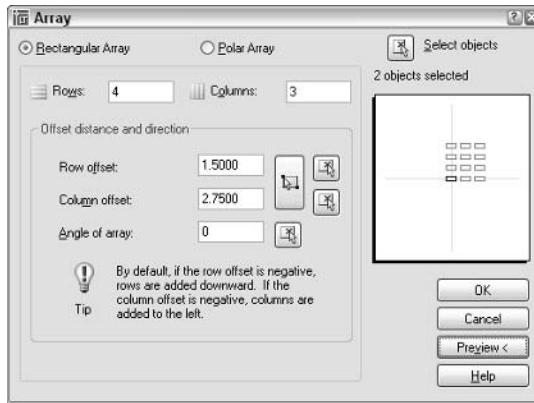 Array
Rectangular Array
Polar Array
Select objects
2 objects selected
Rows: 4
Columns: 3
Offset distance and direction
Row offset: 1.5000
Column offset: 2.7500
Angle of array: 0
Tip
By default, if the row offset is negative,
rows are added downward. If the
column offset is negative, columns are
added to the left.
OK
Cancel
Preview <
Help